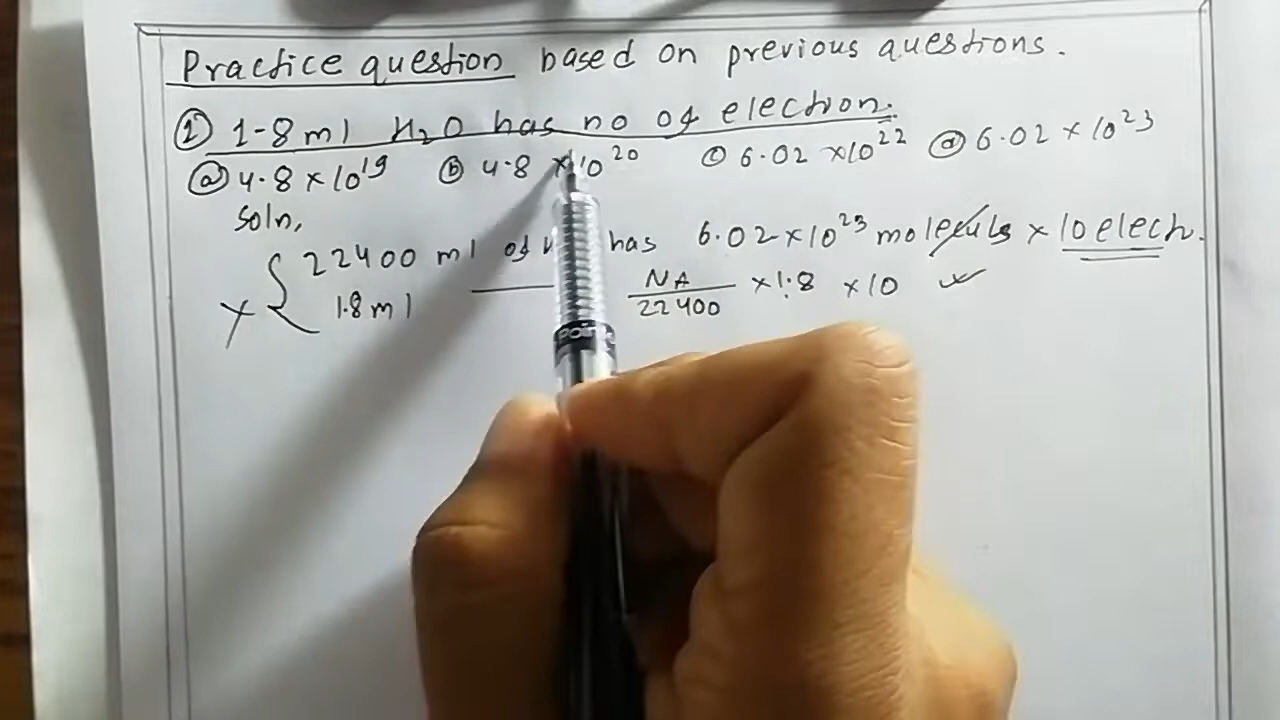 Practice question based on previous questions.
① 1-8 ml H₂O has no of election.
ⓐ 4.8 × 10¹⁹ ⓑ 4.8 × 10²⁰ ⓒ 6.02 × 10²² ⓓ 6.02 × 10²³
Soln,
22400 ml of has 6.02 × 10²³ molecules × 10 elech.
× 1.8 ml NA/22400 × 1.8 × 10 ✓